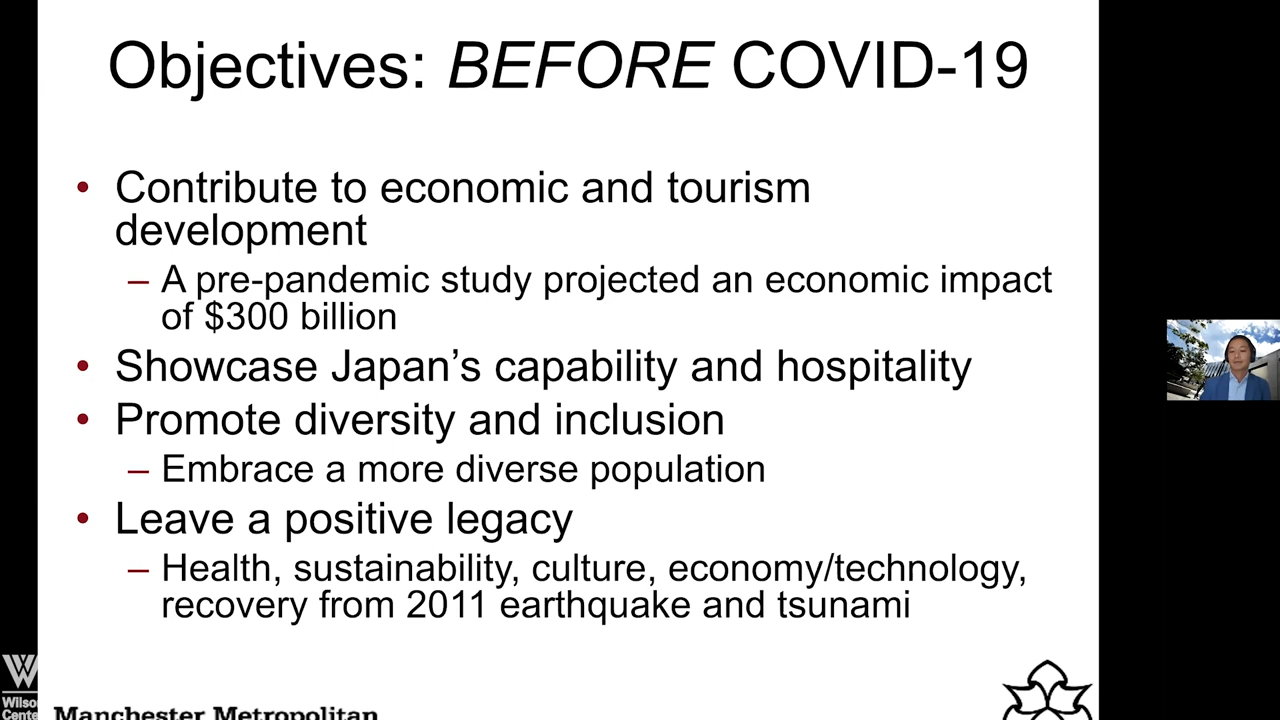 Objectives: BEFORE COVID-19
• Contribute to economic and tourism
development
– A pre-pandemic study projected an economic impact
of $300 billion
• Showcase Japan’s capability and hospitality
• Promote diversity and inclusion
– Embrace a more diverse population
• Leave a positive legacy
– Health, sustainability, culture, economy/technology,
recovery from 2011 earthquake and tsunami
Manchester Metropolitan